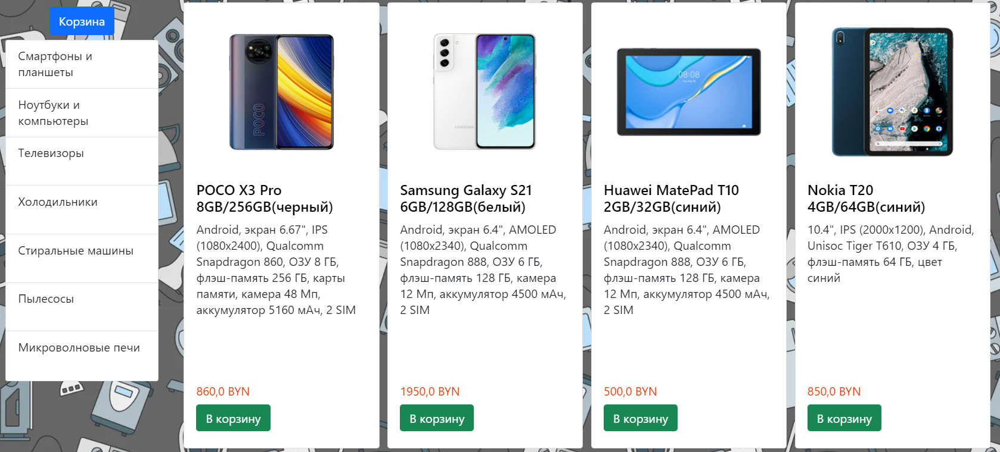 Корзина
Смартфоны и
планшеты
Ноутбуки и
компьютеры
Телевизоры
Холодильники
Стиральные машины
Пылесосы
Микроволновые печи
POCO
POCO X3 Pro
8GB/256GB(черный)
Android, экран 6.67", IPS
(1080x2400), Qualcomm
Snapdragon 860, ОЗУ 8 ГБ,
флэш-память 256 ГБ, карты
памяти, камера 48 Мп,
аккумулятор 5160 мАч, 2 SIM
860,0 BYN
В корзину
SAMSUNG
Samsung Galaxy S21
6GB/128GB(белый)
Android, экран 6.4", AMOLED
(1080x2340), Qualcomm
Snapdragon 888, ОЗУ 6 ГБ,
флэш-память 128 ГБ, камера
12 Мп, аккумулятор 4500 мАч,
2 SIM
1950,0 BYN
В корзину
08:08
Huawei MatePad T10
2GB/32GB(синий)
Android, экран 6.4", AMOLED
(1080x2340), Qualcomm
Snapdragon 888, ОЗУ 6 ГБ,
флэш-память 128 ГБ, камера
12 Мп, аккумулятор 4500 мАч,
2 SIM
500,0 BYN
В корзину
Nokia T20
4GB/64GB(синий)
10.4", IPS (2000x1200), Android,
Unisoc Tiger T610, ОЗУ 4 ГБ,
флэш-память 64 ГБ, цвет
синий
850,0 BYN
В корзину